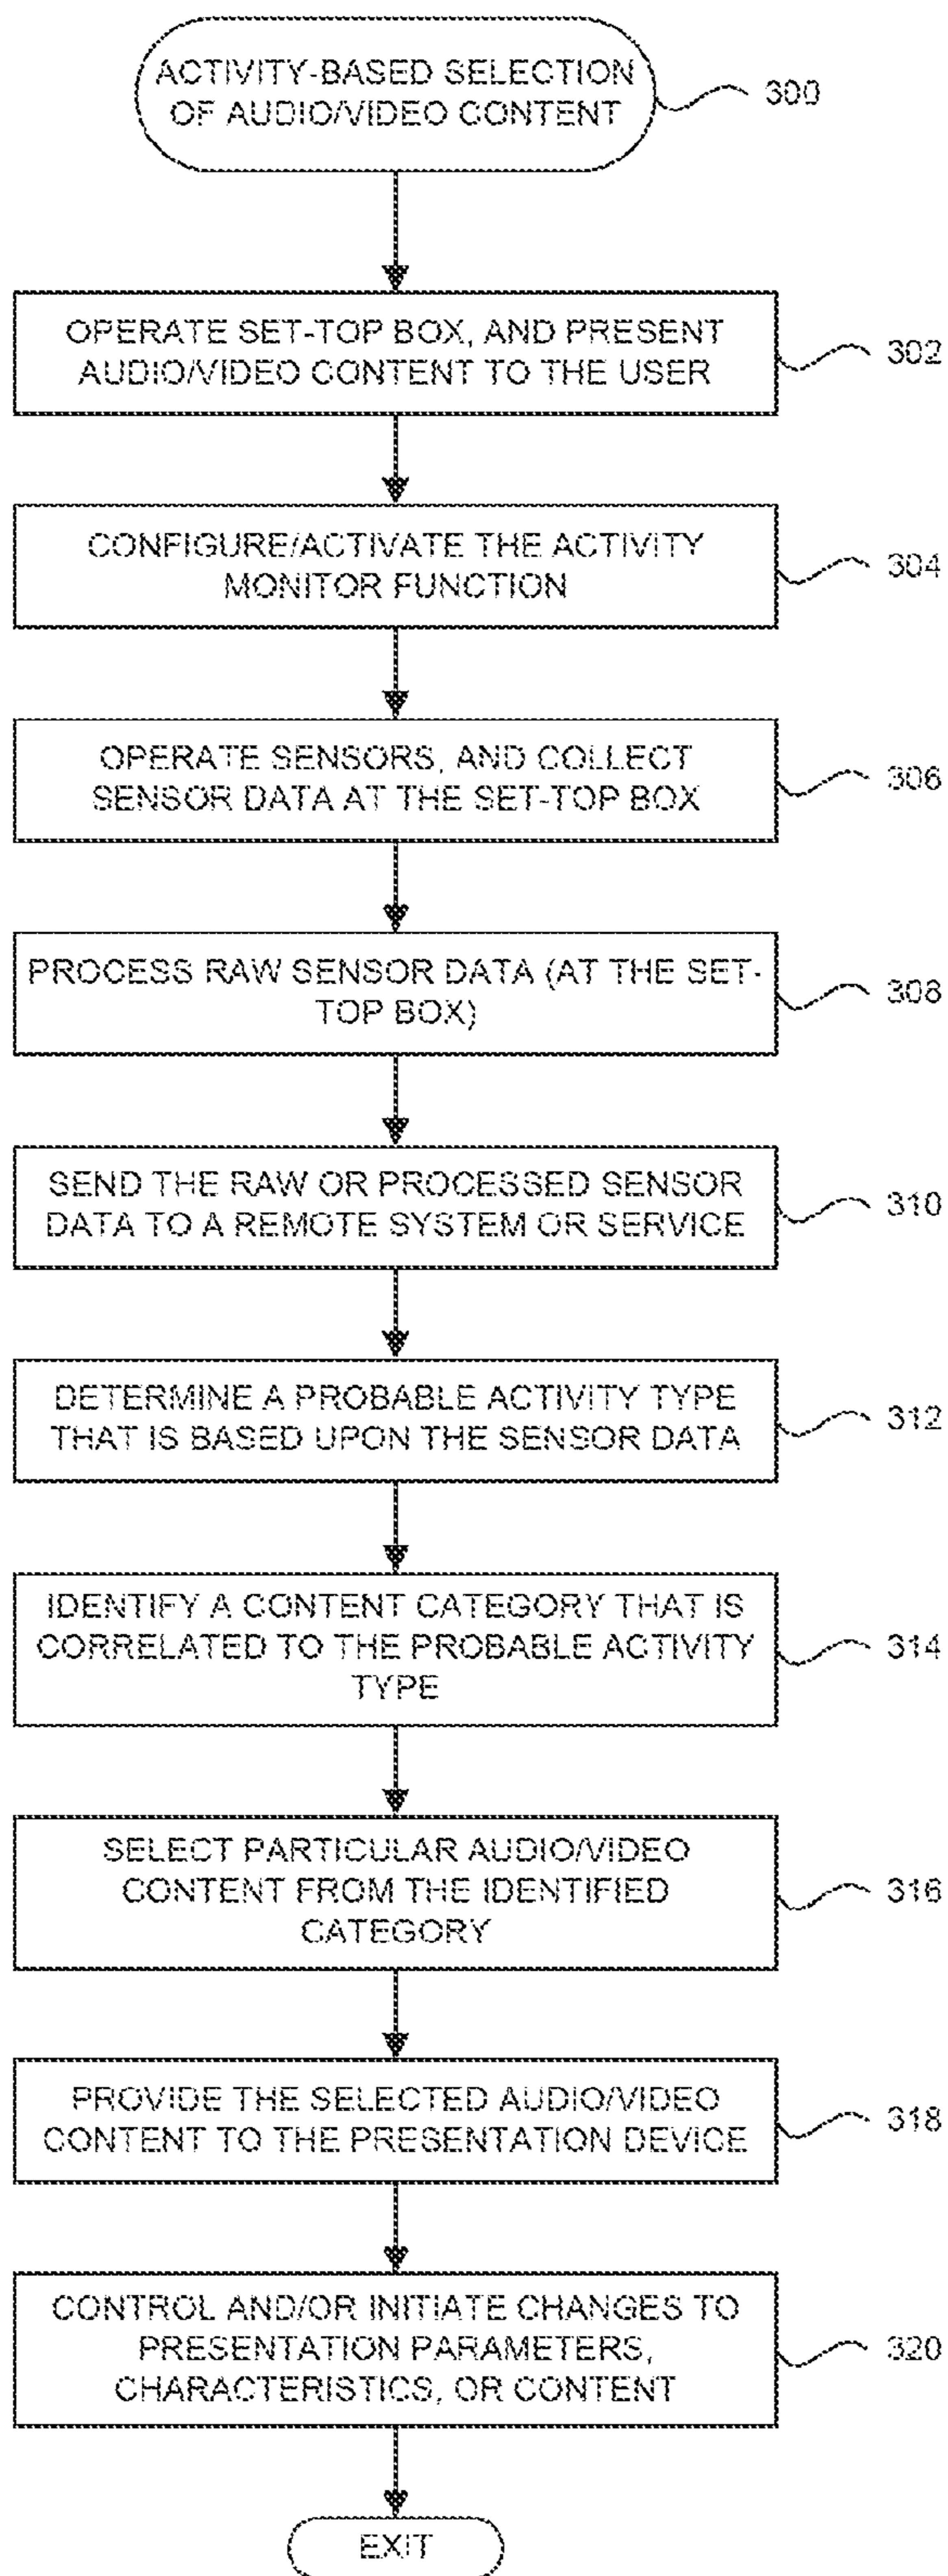 ACTIVITY-BASED SELECTION
OF AUDIO/VIDEO CONTENT
300
OPERATE SET-TOP BOX, AND PRESENT
AUDIO/VIDEO CONTENT TO THE USER
302
CONFIGURE/ACTIVATE THE ACTIVITY
MONITOR FUNCTION
304
OPERATE SENSORS, AND COLLECT
SENSOR DATA AT THE SET-TOP BOX
306
PROCESS RAW SENSOR DATA (AT THE SET-
TOP BOX)
308
SEND THE RAW OR PROCESSED SENSOR
DATA TO A REMOTE SYSTEM OR SERVICE
310
DETERMINE A PROBABLE ACTIVITY TYPE
THAT IS BASED UPON THE SENSOR DATA
312
IDENTIFY A CONTENT CATEGORY THAT IS
CORRELATED TO THE PROBABLE ACTIVITY
TYPE
314
SELECT PARTICULAR AUDIO/VIDEO
CONTENT FROM THE IDENTIFIED
CATEGORY
316
PROVIDE THE SELECTED AUDIO/VIDEO
CONTENT TO THE PRESENTATION DEVICE
318
CONTROL AND/OR INITIATE CHANGES TO
PRESENTATION PARAMETERS,
CHARACTERISTICS, OR CONTENT
320
EXIT